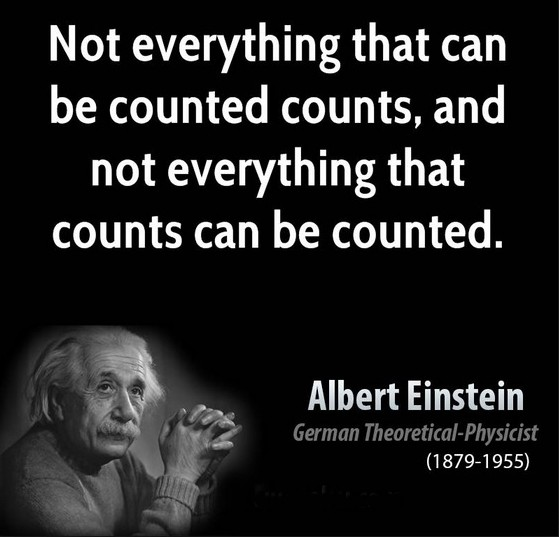 Not everything that can
be counted counts, and
not everything that
counts can be counted.
Albert Einstein
German Theoretical-Physicist
(1879-1955)